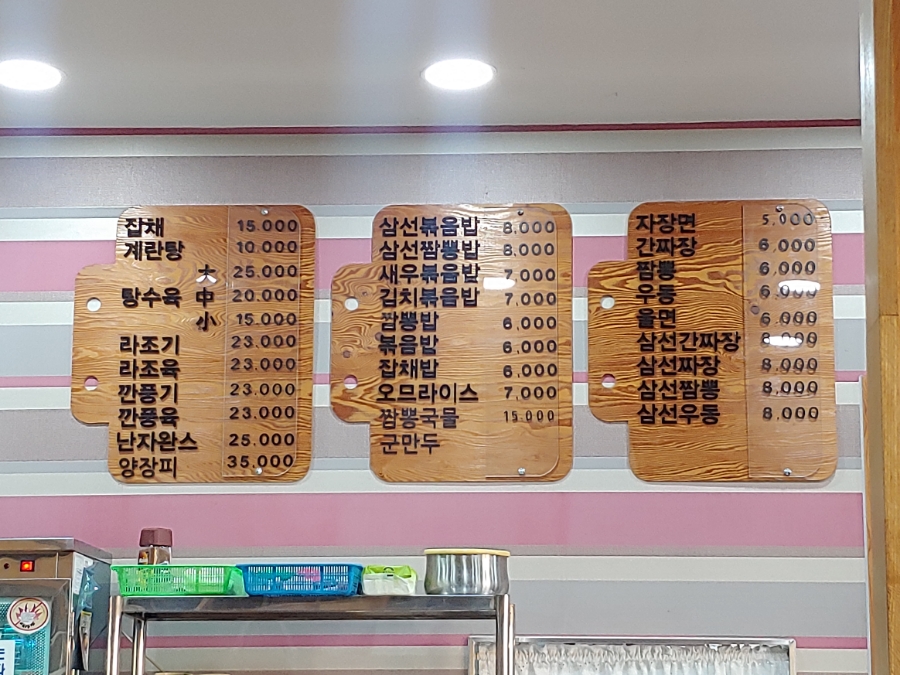 잡채 15.000
계란탕 10.000
大 25.000
탕수육 中 20.000
小 15.000
라조기 23.000
라조육 23.000
깐풍기 23.000
깐풍육 23.000
난자완스 25.000
양장피 35.000
삼선볶음밥 8,000
삼선짬뽕밥 8,000
새우볶음밥 7,000
김치볶음밥 7,000
짬뽕밥 6,000
볶음밥 6,000
잡채밥 6,000
오므라이스 7,000
짬뽕국물 15.000
군만두
자장면 5.000
간짜장 6,000
짬뽕 6.000
우동 6.000
울면 6,000
삼선간짜장 8,000
삼선짜장 8,000
삼선짬뽕 8,000
삼선우동 8,000